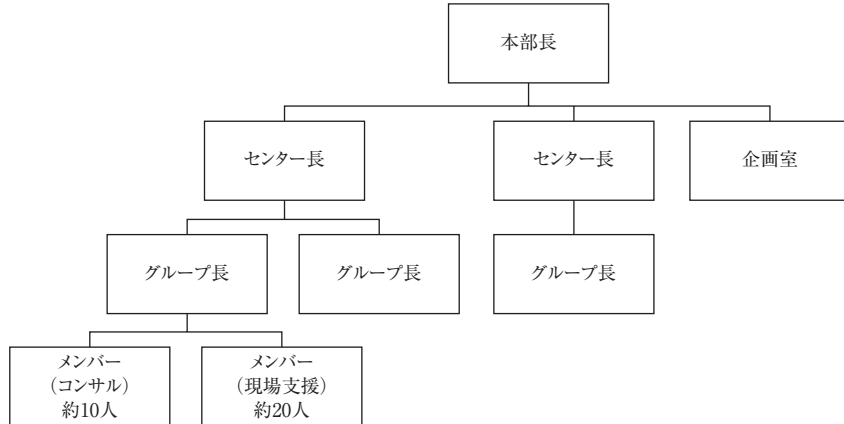 本部長
センター長
センター長
企画室
グループ長
グループ長
グループ長
メンバー
（コンサル）
約10人
メンバー
（現場支援）
約20人